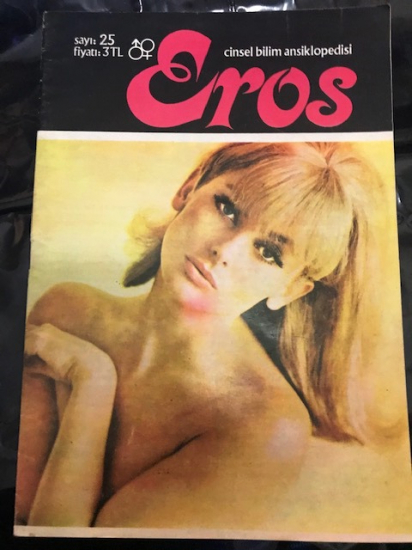 sayı: 25
fiyatı: 3TL
cinsel bilim ansiklopedisi
Eros